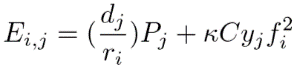 $E_{i,j} = (\frac{d_j}{r_i})P_j + \kappa C y_j f_i^2$